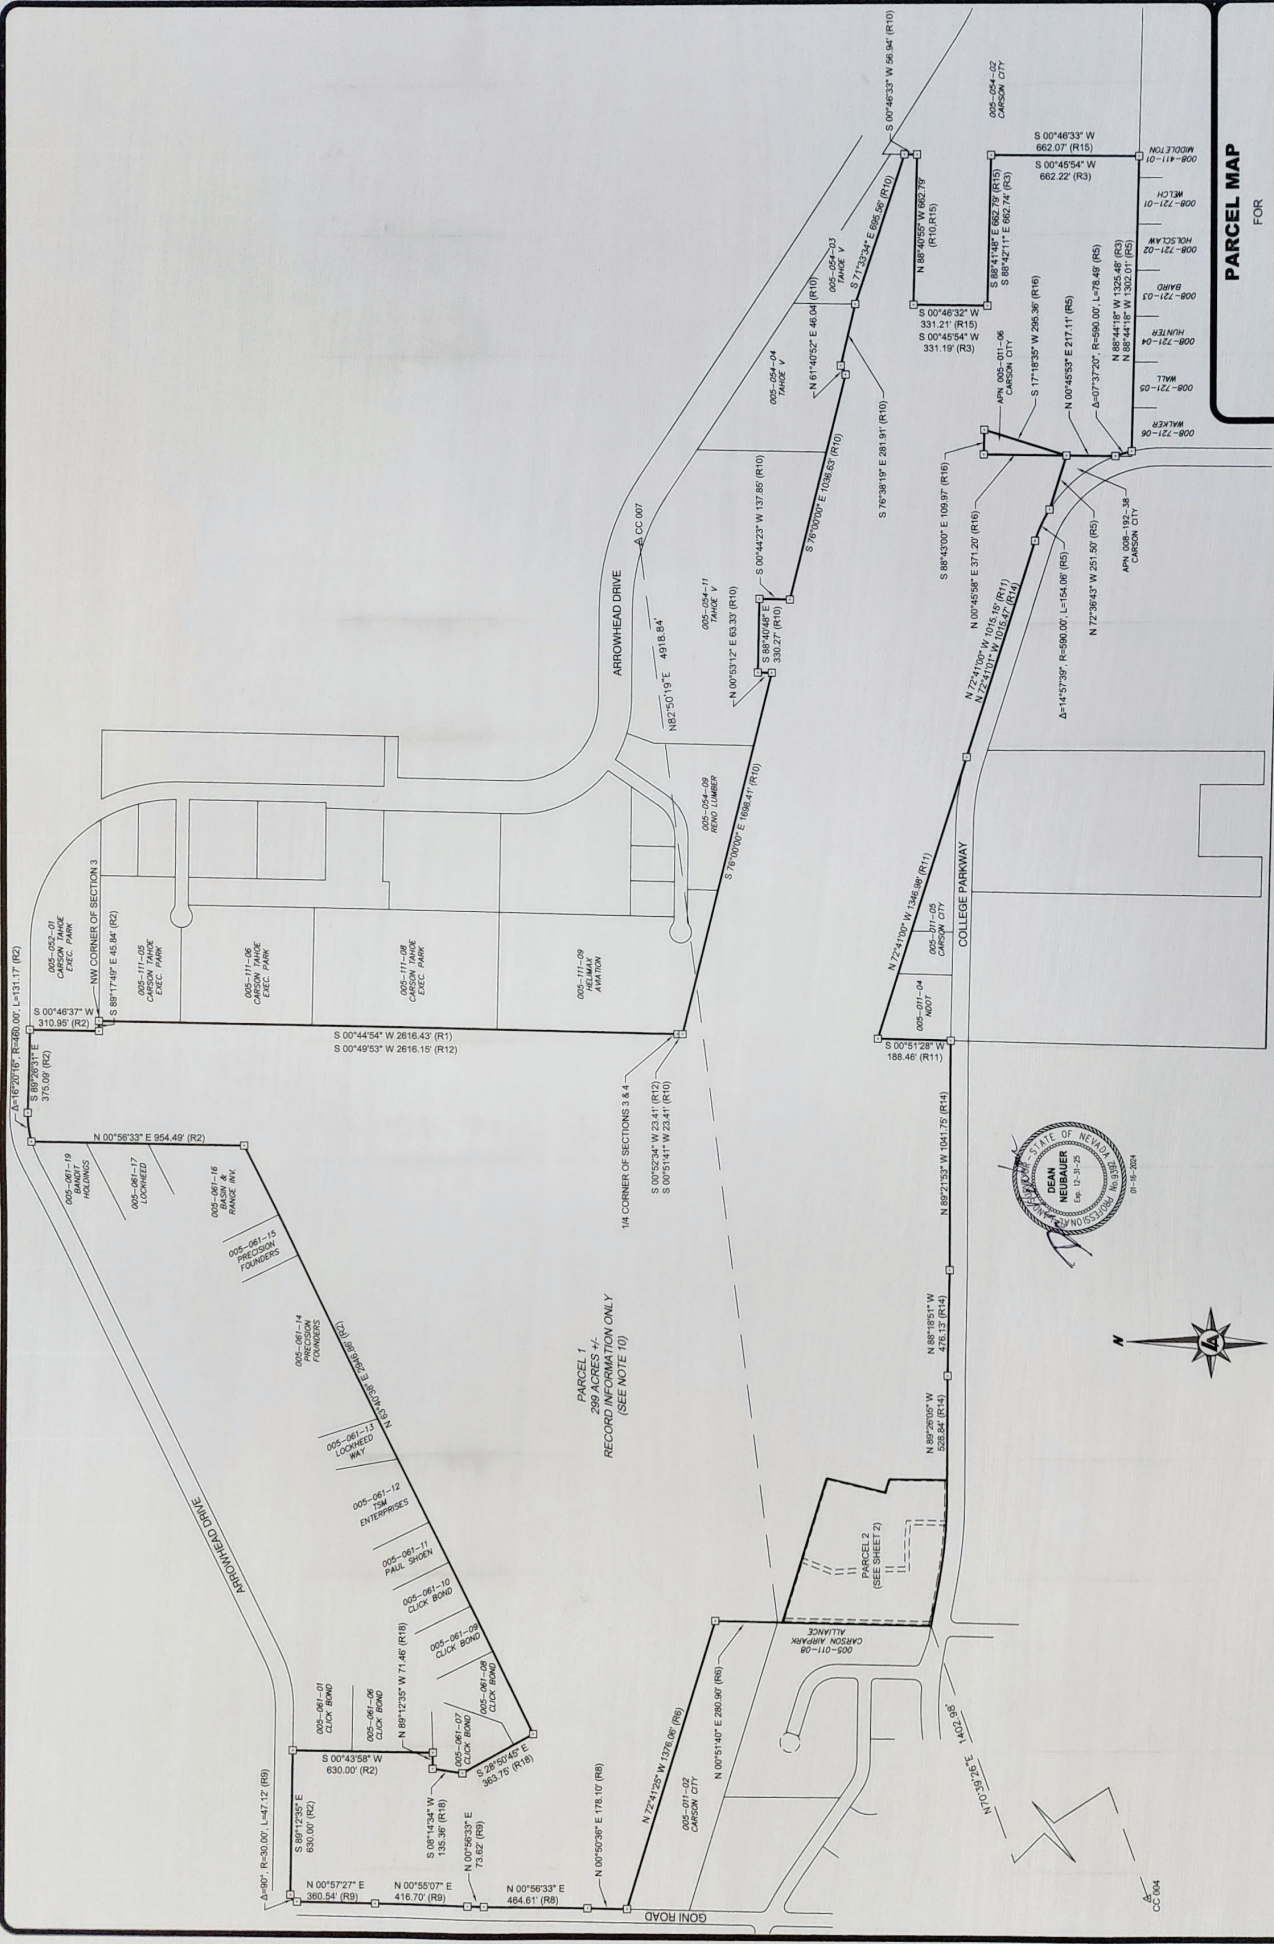 Δ=16°20'16", R=460.00', L=131.17' (R2)
S 89°26'31" E
375.09' (R2)
S 00°46'37" W
310.95' (R2)
005-052-01
CARSON TAHOE
EXEC. PARK
NW CORNER OF SECTION 3
S 89°17'49" E 45.84' (R2)
005-111-05
CARSON TAHOE
EXEC. PARK
005-111-06
CARSON TAHOE
EXEC. PARK
005-111-08
CARSON TAHOE
EXEC. PARK
005-111-09
HELIMAX
AVIATION
S 00°44'54" W 2616.43' (R1)
S 00°49'53" W 2616.15' (R12)
1/4 CORNER OF SECTIONS 3 & 4
S 00°52'34" W 23.41' (R12)
S 00°51'41" W 23.41' (R10)
N 00°56'33" E 954.49' (R2)
005-061-19
BANDIT
HOLDINGS
005-061-17
LOCKHEED
005-061-16
BASIN &
RANGE INV.
005-061-15
PRECISION
FOUNDERS
005-061-14
PRECISION
FOUNDERS
N 63°40'38" E 2946.86' (R2)
005-061-13
LOCKHEED
WAY
005-061-12
TSM
ENTERPRISES
005-061-11
PAUL SHOEN
005-061-10
CLICK BOND
005-061-09
CLICK BOND
005-061-08
CLICK BOND
005-061-07
CLICK BOND
005-061-06
CLICK BOND
005-061-01
CLICK BOND
ARROWHEAD DRIVE
Δ=90°, R=30.00', L=47.12' (R9)
S 89°12'35" E
630.00' (R2)
S 00°43'58" W
630.00' (R2)
N 89°12'35" W 71.46' (R18)
S 08°14'34" W
135.36' (R18)
S 28°50'45" E
363.75' (R18)
N 00°57'27" E
360.54' (R9)
N 00°55'07" E
416.70' (R9)
N 00°56'33" E
73.62' (R9)
N 00°56'33" E
464.61' (R8)
N 00°50'36" E 178.10' (R8)
GONI ROAD
N 72°41'25" W 1376.06' (R6)
005-011-02
CARSON CITY
N 00°51'40" E 280.90' (R6)
005-011-08
CARSON AIRPARK
ALLIANCE
PARCEL 2
(SEE SHEET 2)
N70°39'26"E 1402.98'
CC 004
PARCEL 1
299 ACRES +/-
RECORD INFORMATION ONLY
(SEE NOTE 10)
N 89°26'05" W
528.84' (R14)
N 88°18'51" W
476.13' (R14)
N 89°21'53" W 1041.75' (R14)
S 00°51'28" W
188.46' (R11)
005-011-04
NDOT
005-011-05
CARSON CITY
N 72°41'00" W 1346.98' (R11)
COLLEGE PARKWAY
N 72°41'00" W 1015.15' (R11)
N 72°41'01" W 1015.47' (R14)
Δ=14°57'39", R=590.00', L=154.06' (R5)
N 72°36'43" W 251.50' (R5)
APN 008-192-38
CARSON CITY
N 00°45'58" E 371.20' (R16)
S 88°43'00" E 109.97' (R16)
APN 005-011-06
CARSON CITY
S 17°18'35" W 295.36' (R16)
N 00°45'53" E 217.11' (R5)
Δ=07°37'20", R=590.00', L=78.49' (R5)
N 88°44'18" W 1325.48' (R3)
N 88°44'18" W 1302.01' (R5)
ARROWHEAD DRIVE
CC 007
N82°50'19"E 4918.84'
005-054-09
RENO LUMBER
S 76°00'00" E 1698.41' (R10)
005-054-11
TAHOE V
N 00°53'12" E 63.33' (R10)
S 88°40'48" E
330.27' (R10)
S 00°44'23" W 137.85' (R10)
S 76°00'00" E 1036.63' (R10)
005-054-04
TAHOE V
N 61°40'52" E 46.04' (R10)
S 76°38'19" E 281.91' (R10)
005-054-03
TAHOE V
S 71°33'34" E 695.56' (R10)
S 00°46'33" W 56.94' (R10)
N 88°40'55" W 662.79'
(R10,R15)
S 00°46'32" W
331.21' (R15)
S 00°45'54" W
331.19' (R3)
S 88°41'48" E 662.79' (R15)
S 88°42'11" E 662.74' (R3)
005-054-02
CARSON CITY
S 00°46'33" W
662.07' (R15)
S 00°45'54" W
662.22' (R3)
008-411-01
MIDDLETON
008-721-01
WELCH
008-721-02
HOLSCLAW
008-721-03
BAIRD
008-721-04
HUNTER
008-721-05
WALL
008-721-06
WALKER
STATE OF NEVADA
PROFESSIONAL
DEAN
NEUBAUER
Exp. 12-31-25
01-16-2024
N
PARCEL MAP
FOR